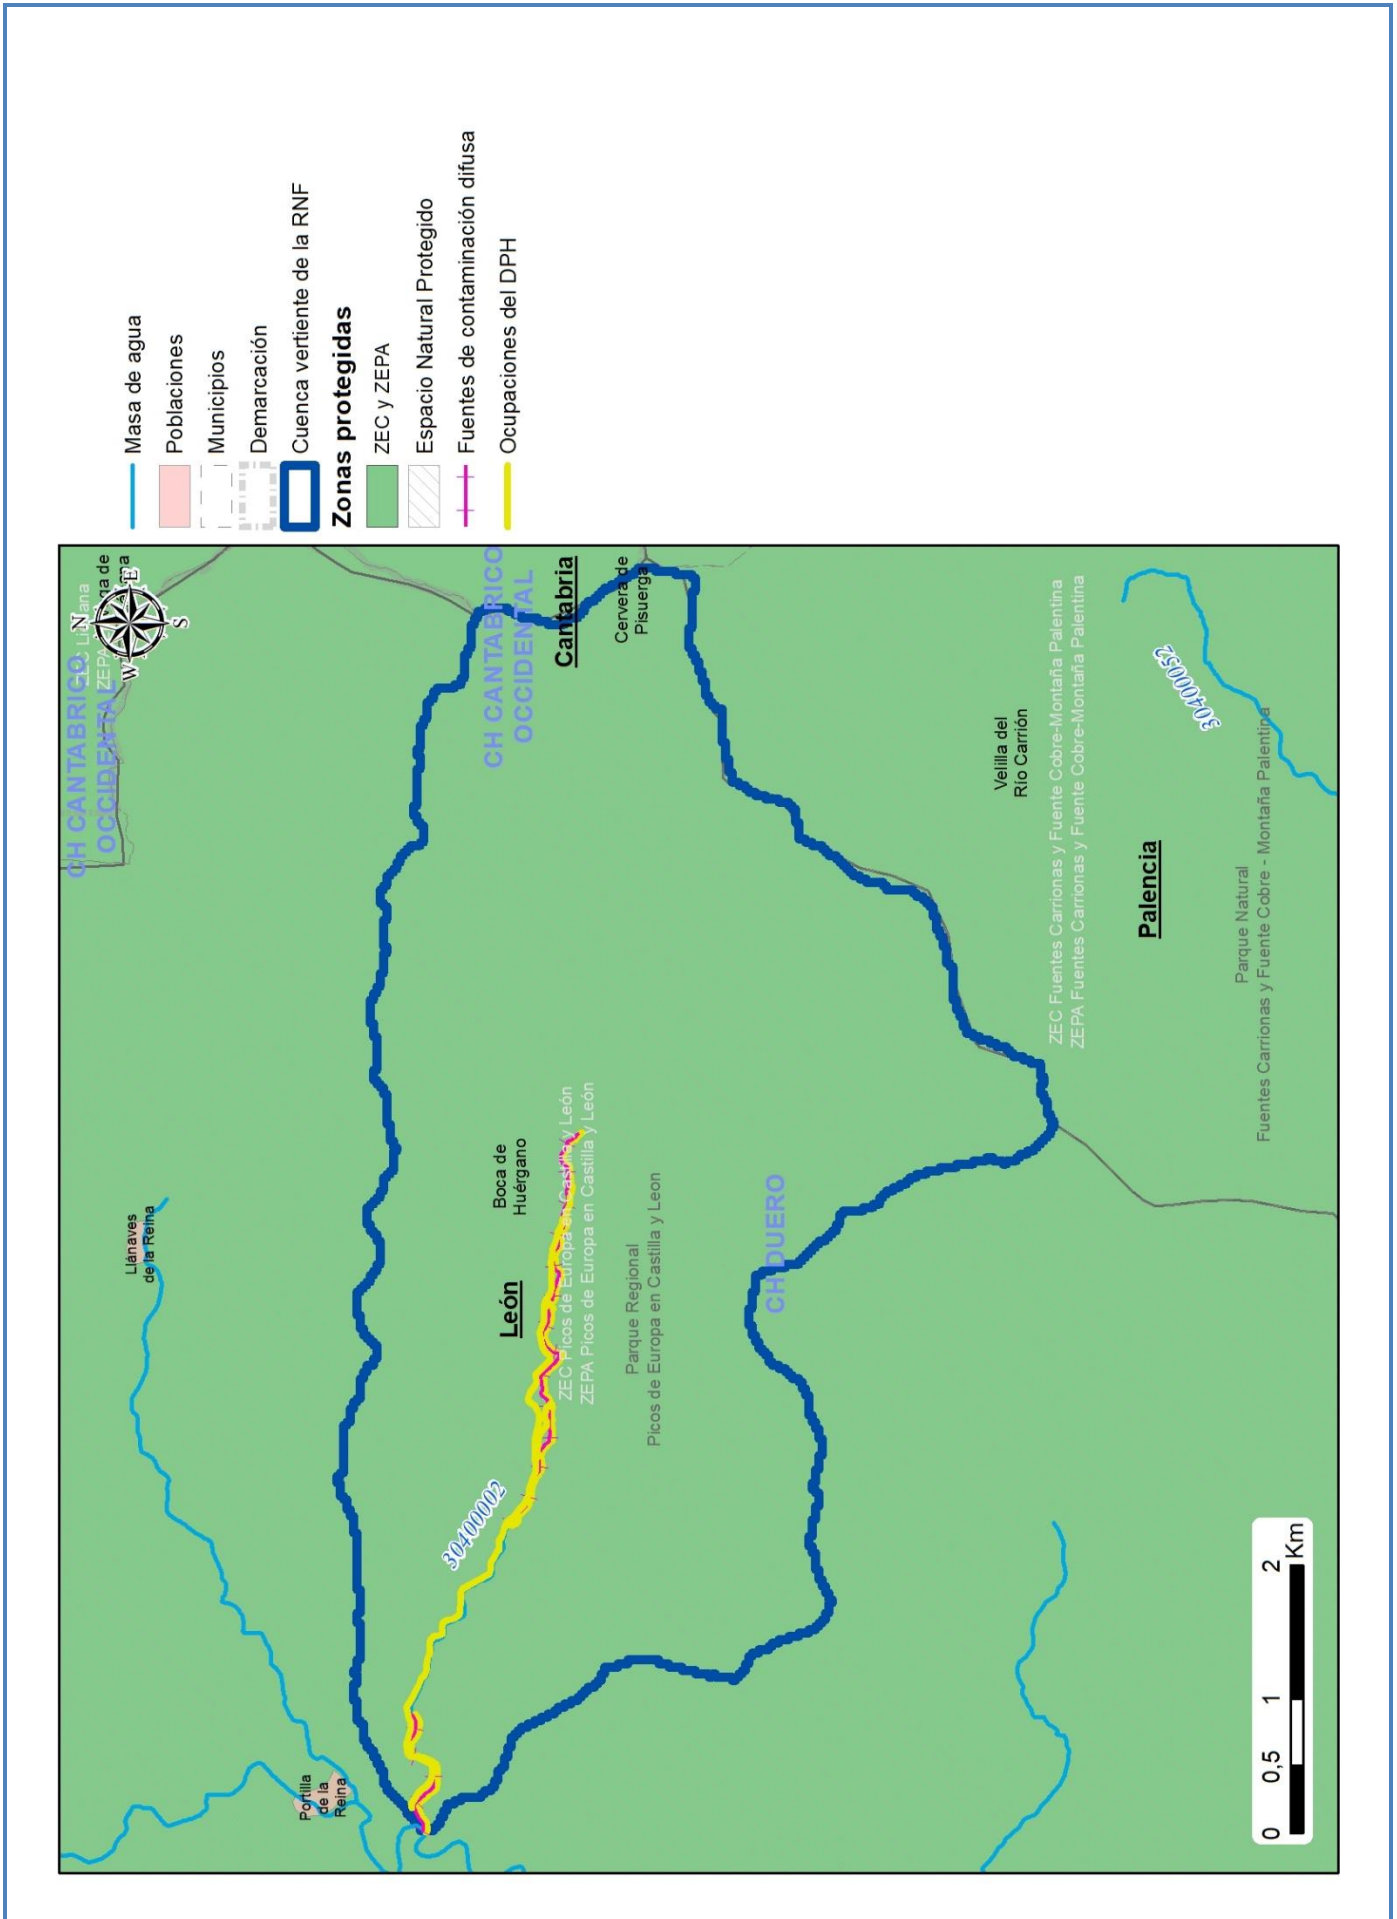 Masa de agua
Poblaciones
Municipios
Demarcación
Cuenca vertiente de la RNF
Zonas protegidas
ZEC y ZEPA
Espacio Natural Protegido
Fuentes de contaminación difusa
Ocupaciones del DPH
N
E
S
W
ZEPA
CH CANTABRICO
OCCIDENTAL
CH CANTABRICO
OCCIDENTAL
Cantabria
Cervera de
Pisuerga
Llánaves
de la Reina
Portilla
de la
Reina
Boca de
Huérgano
León
30400002
ZEC Picos de Europa en Castilla y León
ZEPA Picos de Europa en Castilla y León
Parque Regional
Picos de Europa en Castilla y Leon
CH DUERO
Velilla del
Río Carrión
ZEC Fuentes Carrionas y Fuente Cobre-Montaña Palentina
ZEPA Fuentes Carrionas y Fuente Cobre-Montaña Palentina
Palencia
30400052
Parque Natural
Fuentes Carrionas y Fuente Cobre - Montaña Palentina
0 0,5 1 2
Km